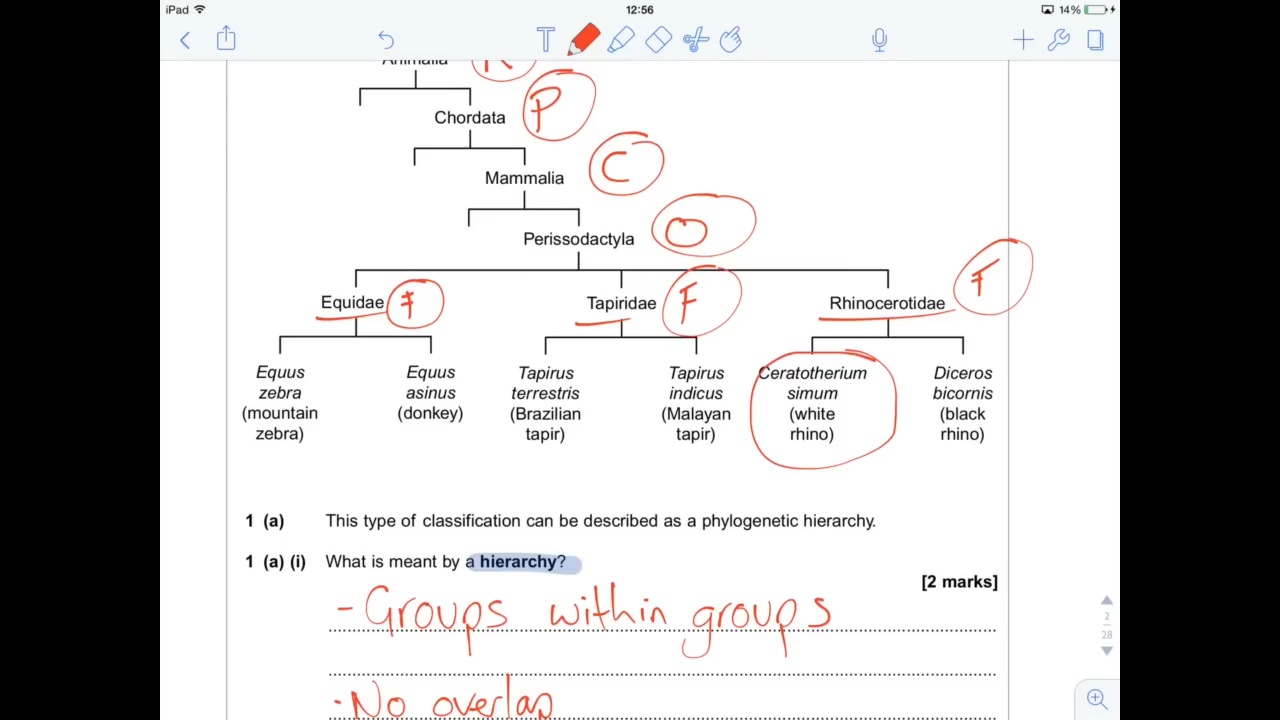 iPad 12:56 14%
Animalia K
Chordata P
Mammalia C
Perissodactyla O
Equidae F Tapiridae F Rhinocerotidae F
Equus Equus Tapirus Tapirus Ceratotherium Diceros
zebra asinus terrestris indicus simum bicornis
(mountain (donkey) (Brazilian (Malayan (white (black
zebra) tapir) tapir) rhino) rhino)
1 (a) This type of classification can be described as a phylogenetic hierarchy.
1 (a) (i) What is meant by a hierarchy?
[2 marks]
- Groups within groups
- No overlap
2
28